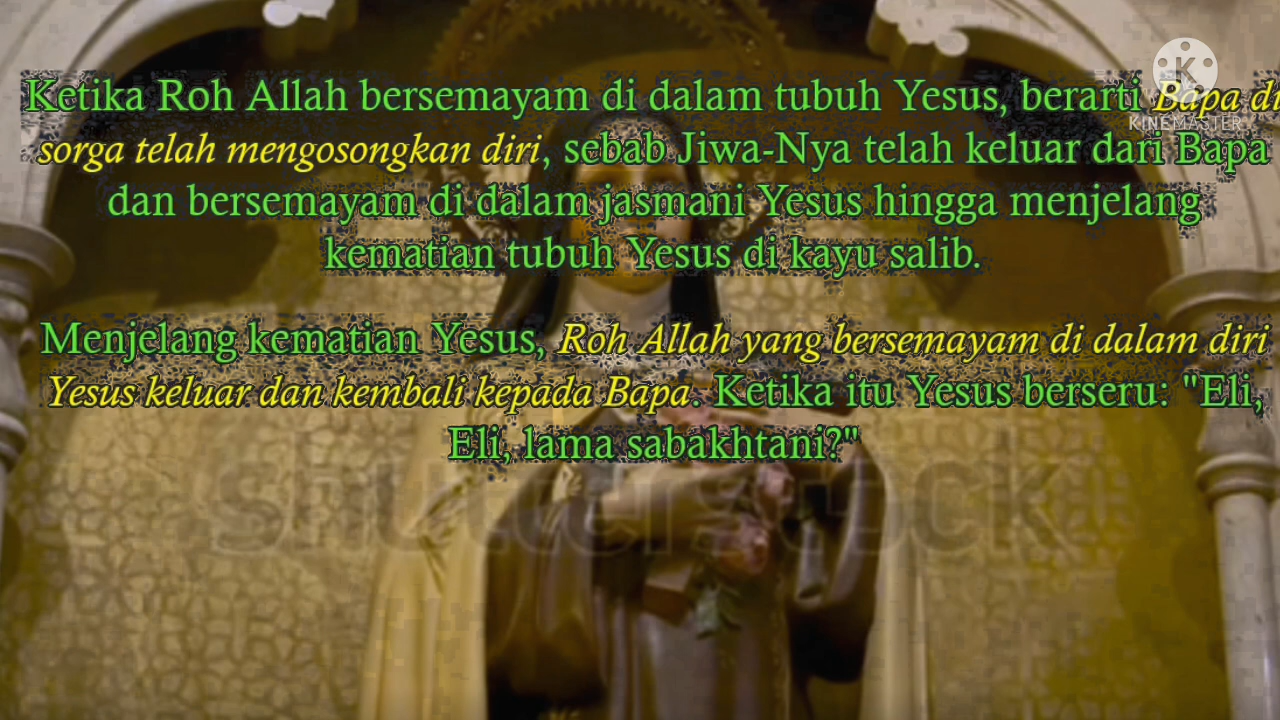 Ketika Roh Allah bersemayam di dalam tubuh Yesus, berarti Bapa di
sorga telah mengosongkan diri, sebab Jiwa-Nya telah keluar dari Bapa
dan bersemayam di dalam jasmani Yesus hingga menjelang
kematian tubuh Yesus di kayu salib.
Menjelang kematian Yesus, Roh Allah yang bersemayam di dalam diri
Yesus keluar dan kembali kepada Bapa. Ketika itu Yesus berseru: "Eli,
Eli, lama sabakhtani?"
K
KINEMASTER
shutterstock